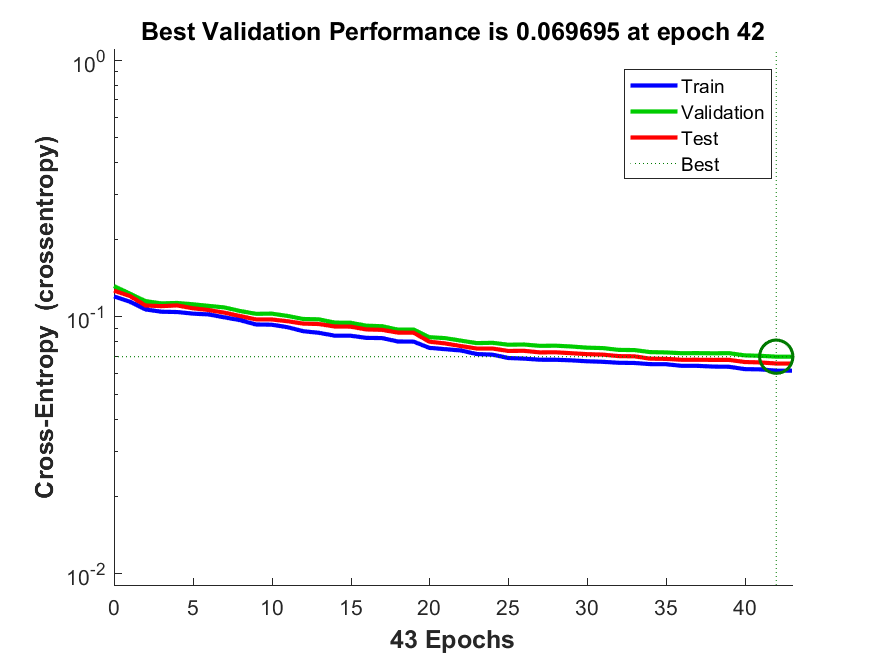 Best Validation Performance is 0.069695 at epoch 42
Cross-Entropy (crossentropy)
10^0
10^-1
10^-2
Train
Validation
Test
Best
0 5 10 15 20 25 30 35 40
43 Epochs